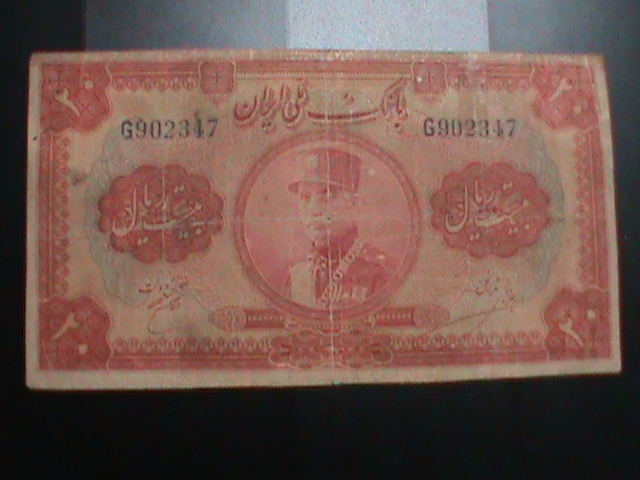 ۲۰ ۲۰
بانک ملی ایران
G902347 G902347
بیست ریال بیست ریال
۲۰ ۲۰